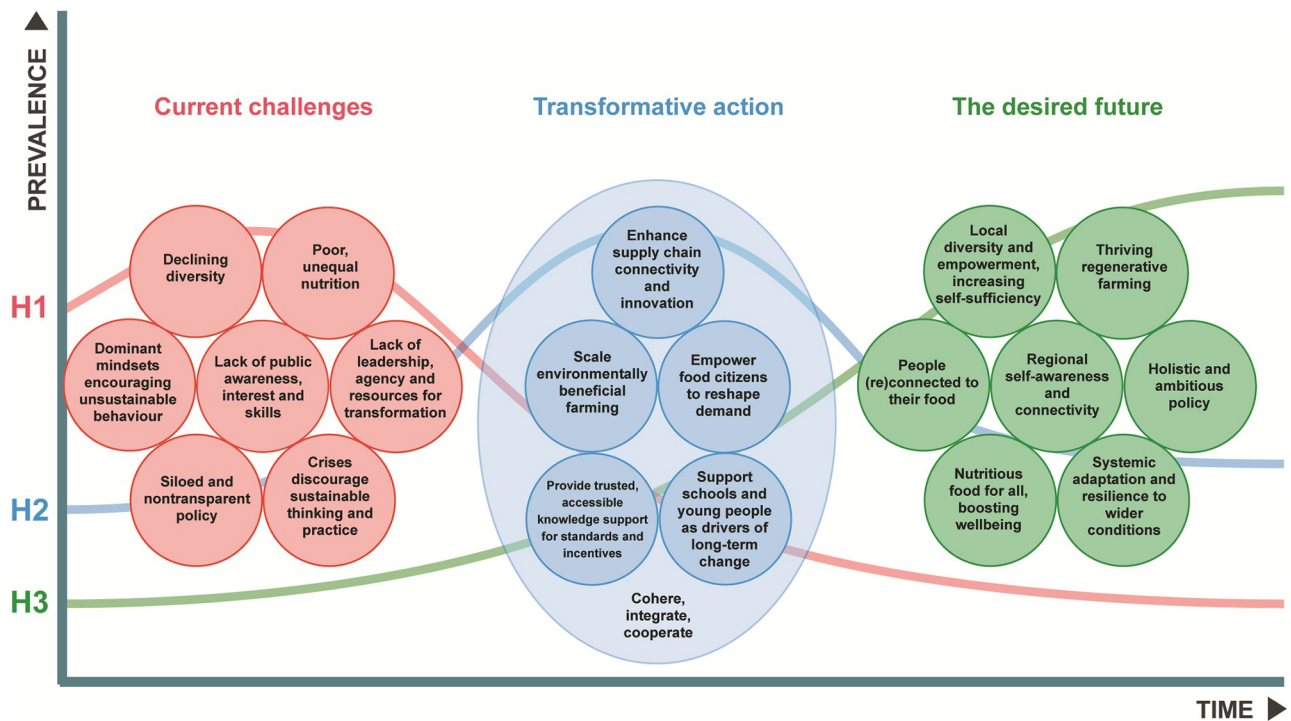 PREVALENCE
Current challenges
Transformative action
The desired future
H1
H2
H3
Declining
diversity
Poor,
unequal
nutrition
Dominant
mindsets
encouraging
unsustainable
behaviour
Lack of public
awareness,
interest and
skills
Lack of
leadership,
agency and
resources for
transformation
Siloed and
nontransparent
policy
Crises
discourage
sustainable
thinking and
practice
Enhance
supply chain
connectivity
and
innovation
Scale
environmentally
beneficial
farming
Empower
food citizens
to reshape
demand
Provide trusted,
accessible
knowledge support
for standards and
incentives
Support
schools and
young people
as drivers of
long-term
change
Cohere,
integrate,
cooperate
Local
diversity and
empowerment,
increasing
self-sufficiency
Thriving
regenerative
farming
People
(re)connected to
their food
Regional
self-awareness
and
connectivity
Holistic and
ambitious
policy
Nutritious
food for all,
boosting
wellbeing
Systemic
adaptation and
resilience to
wider
conditions
TIME